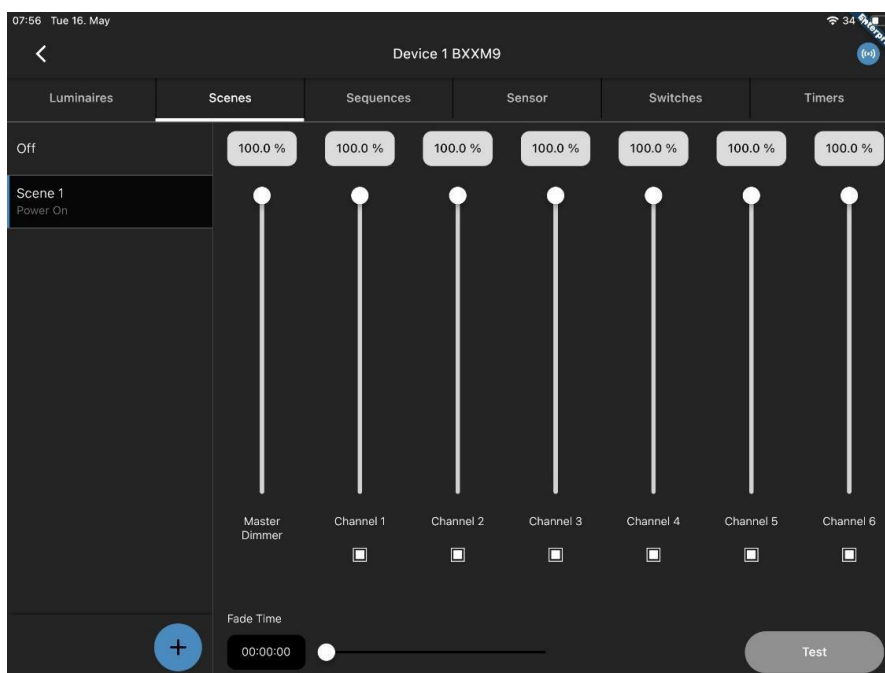 07:56 Tue 16. May
34
Device 1 BXXM9
Luminaires Scenes Sequences Sensor Switches Timers
Off
100.0 % 100.0 % 100.0 % 100.0 % 100.0 % 100.0 % 100.0 %
Scene 1
Power On
Master
Dimmer
Channel 1 Channel 2 Channel 3 Channel 4 Channel 5 Channel 6
Fade Time
+
00:00:00
Test